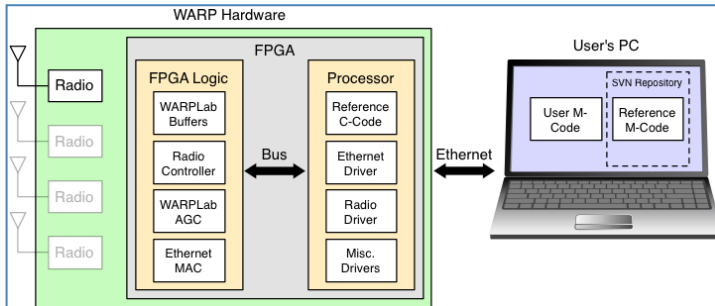 WARP Hardware
FPGA
User's PC
Radio
Radio
Radio
Radio
FPGA Logic
WARPLab
Buffers
Radio
Controller
WARPLab
AGC
Ethernet
MAC
Bus
Processor
Reference
C-Code
Ethernet
Driver
Radio
Driver
Misc.
Drivers
Ethernet
SVN Repository
User M-
Code
Reference
M-Code